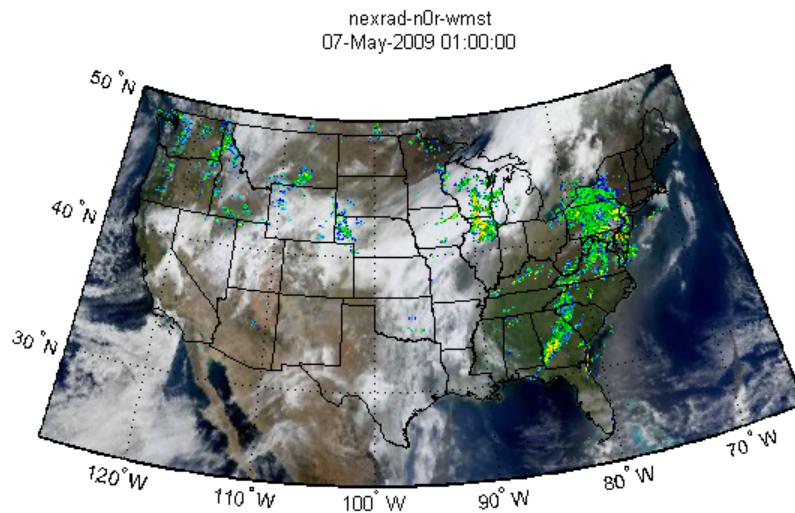 nexrad-n0r-wmst
07-May-2009 01:00:00
50° N
40° N
30° N
120° W
110° W
100° W
90° W
80° W
70° W